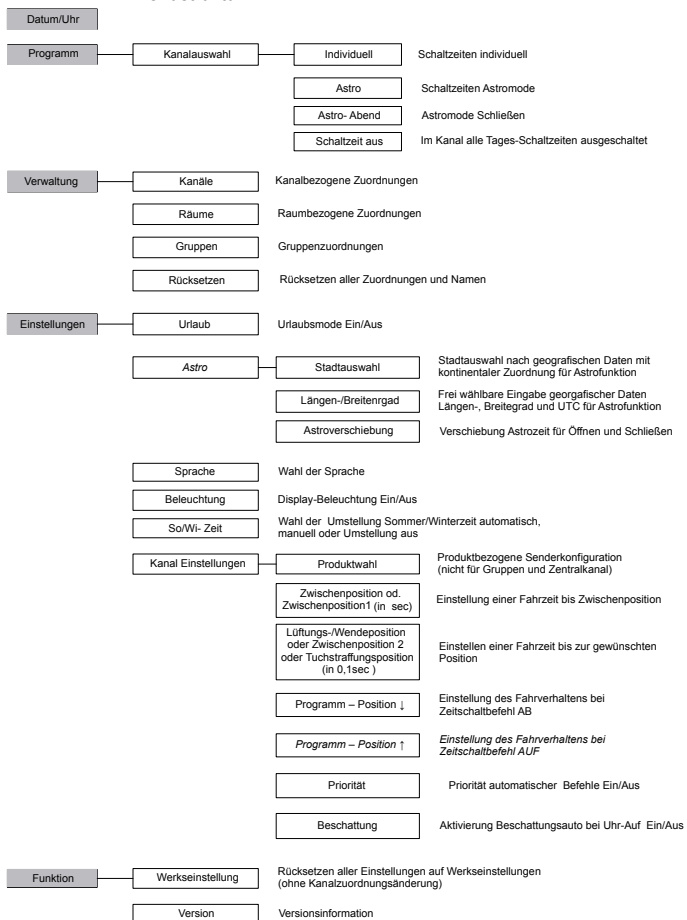 Datum/Uhr
Programm
Kanalauswahl
Individuell
Schaltzeiten individuell
Astro
Schaltzeiten Astromode
Astro- Abend
Astromode Schließen
Schaltzeit aus
Im Kanal alle Tages-Schaltzeiten ausgeschaltet
Verwaltung
Kanäle
Kanalbezogene Zuordnungen
Räume
Raumbezogene Zuordnungen
Gruppen
Gruppenzuordnungen
Rücksetzen
Rücksetzen aller Zuordnungen und Namen
Einstellungen
Urlaub
Urlaubsmode Ein/Aus
Astro
Stadtauswahl
Stadtauswahl nach geografischen Daten mit
kontinentaler Zuordnung für Astrofunktion
Längen-/Breitenrgad
Frei wählbare Eingabe georgafischer Daten
Längen-, Breitegrad und UTC für Astrofunktion
Astroverschiebung
Verschiebung Astrozeit für Öffnen und Schließen
Sprache
Wahl der Sprache
Beleuchtung
Display-Beleuchtung Ein/Aus
So/Wi- Zeit
Wahl der Umstellung Sommer/Winterzeit automatisch,
manuell oder Umstellung aus
Kanal Einstellungen
Produktwahl
Produktbezogene Senderkonfiguration
(nicht für Gruppen und Zentralkanal)
Zwischenposition od.
Zwischenposition1 (in sec)
Einstellung einer Fahrzeit bis Zwischenposition
Lüftungs-/Wendeposition
oder Zwischenposition 2
oder Tuchstraffungsposition
(in 0,1sec )
Einstellen einer Fahrzeit bis zur gewünschten
Position
Programm – Position ↓
Einstellung des Fahrverhaltens bei
Zeitschaltbefehl AB
Programm – Position ↑
Einstellung des Fahrverhaltens bei
Zeitschaltbefehl AUF
Priorität
Priorität automatischer Befehle Ein/Aus
Beschattung
Aktivierung Beschattungsauto bei Uhr-Auf Ein/Aus
Funktion
Werkseinstellung
Rücksetzen aller Einstellungen auf Werkseinstellungen
(ohne Kanalzuordnungsänderung)
Version
Versionsinformation